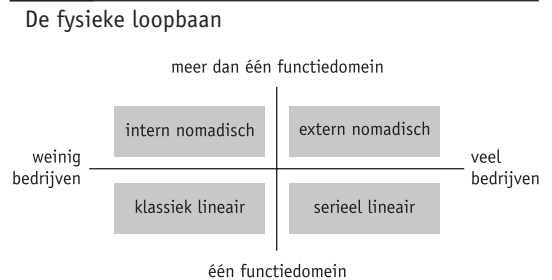 De fysieke loopbaan
meer dan één functiedomein
intern nomadisch
extern nomadisch
weinig
bedrijven
veel
bedrijven
klassiek lineair
serieel lineair
één functiedomein